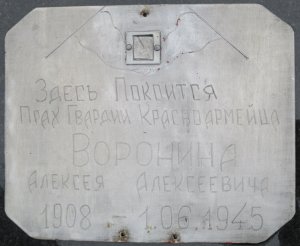 Здесь Покоится
Прах Гвардии Красноармейца
Воронина
Алексея Алексеевича
1908 1.06.1945